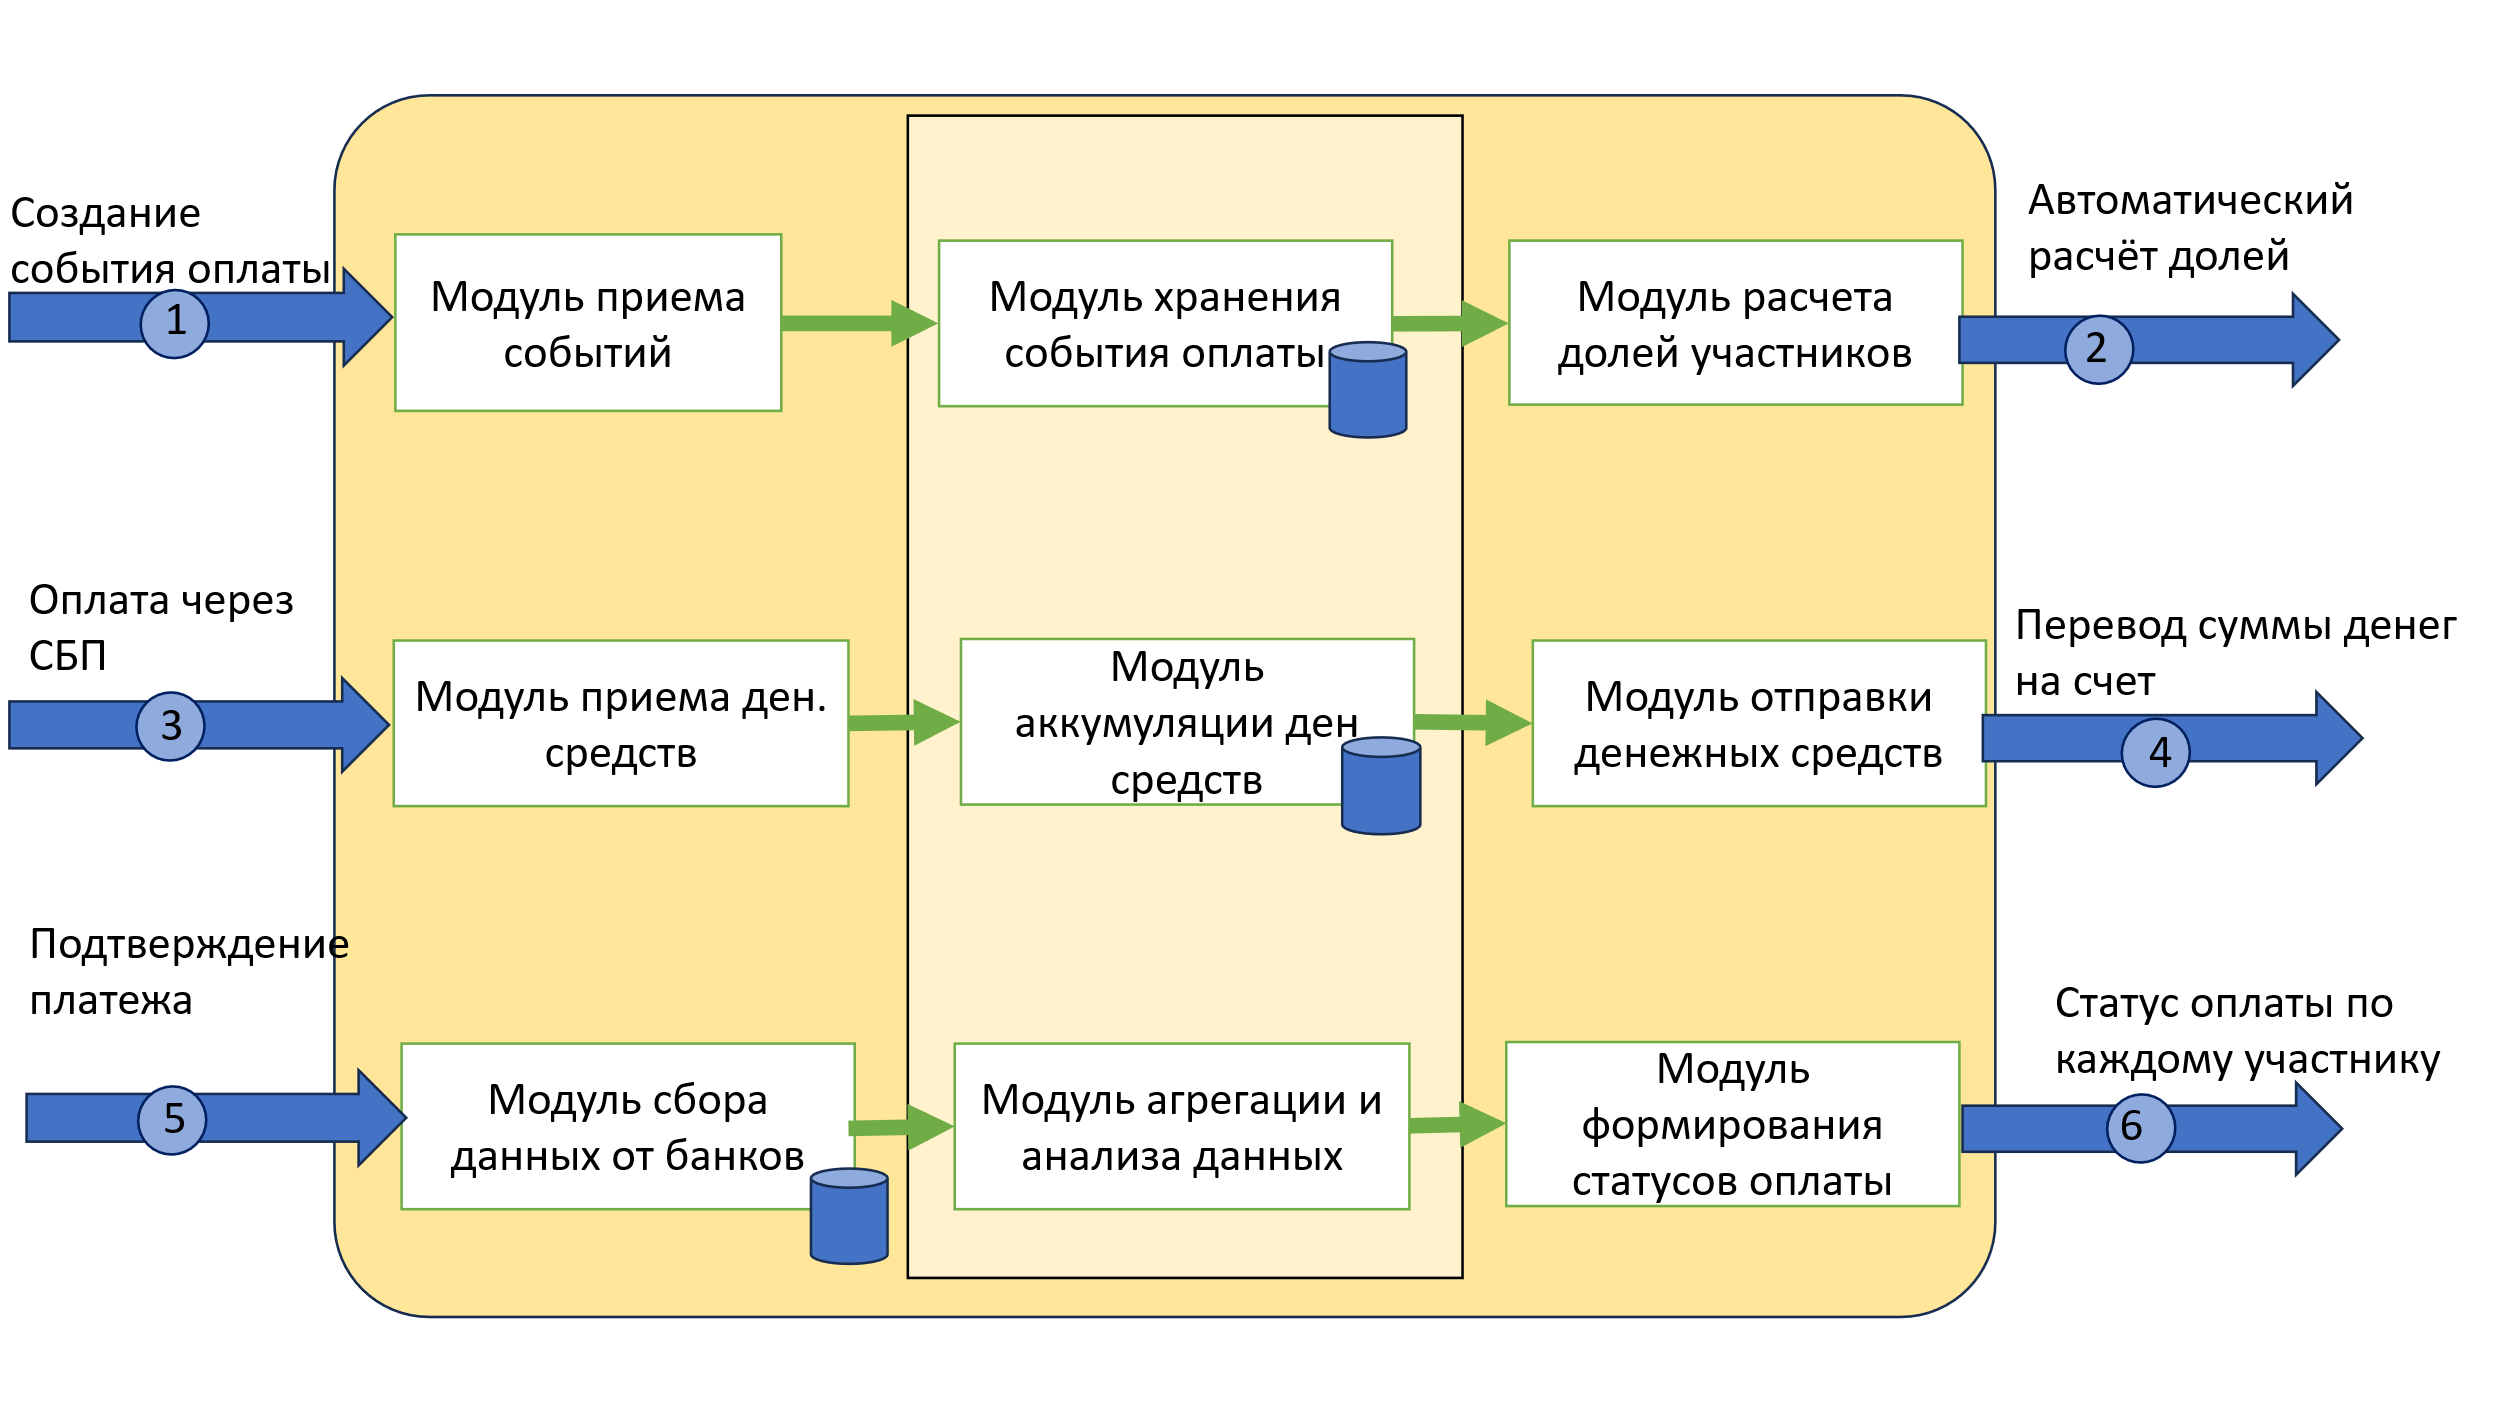 Создание
события оплаты
1
Модуль приема
событий
Модуль хранения
события оплаты
Модуль расчета
долей участников
Автоматический
расчёт долей
2
Оплата через
СБП
3
Модуль приема ден.
средств
Модуль
аккумуляции ден
средств
Модуль отправки
денежных средств
Перевод суммы денег
на счет
4
Подтверждение
платежа
5
Модуль сбора
данных от банков
Модуль агрегации и
анализа данных
Модуль
формирования
статусов оплаты
Статус оплаты по
каждому участнику
6